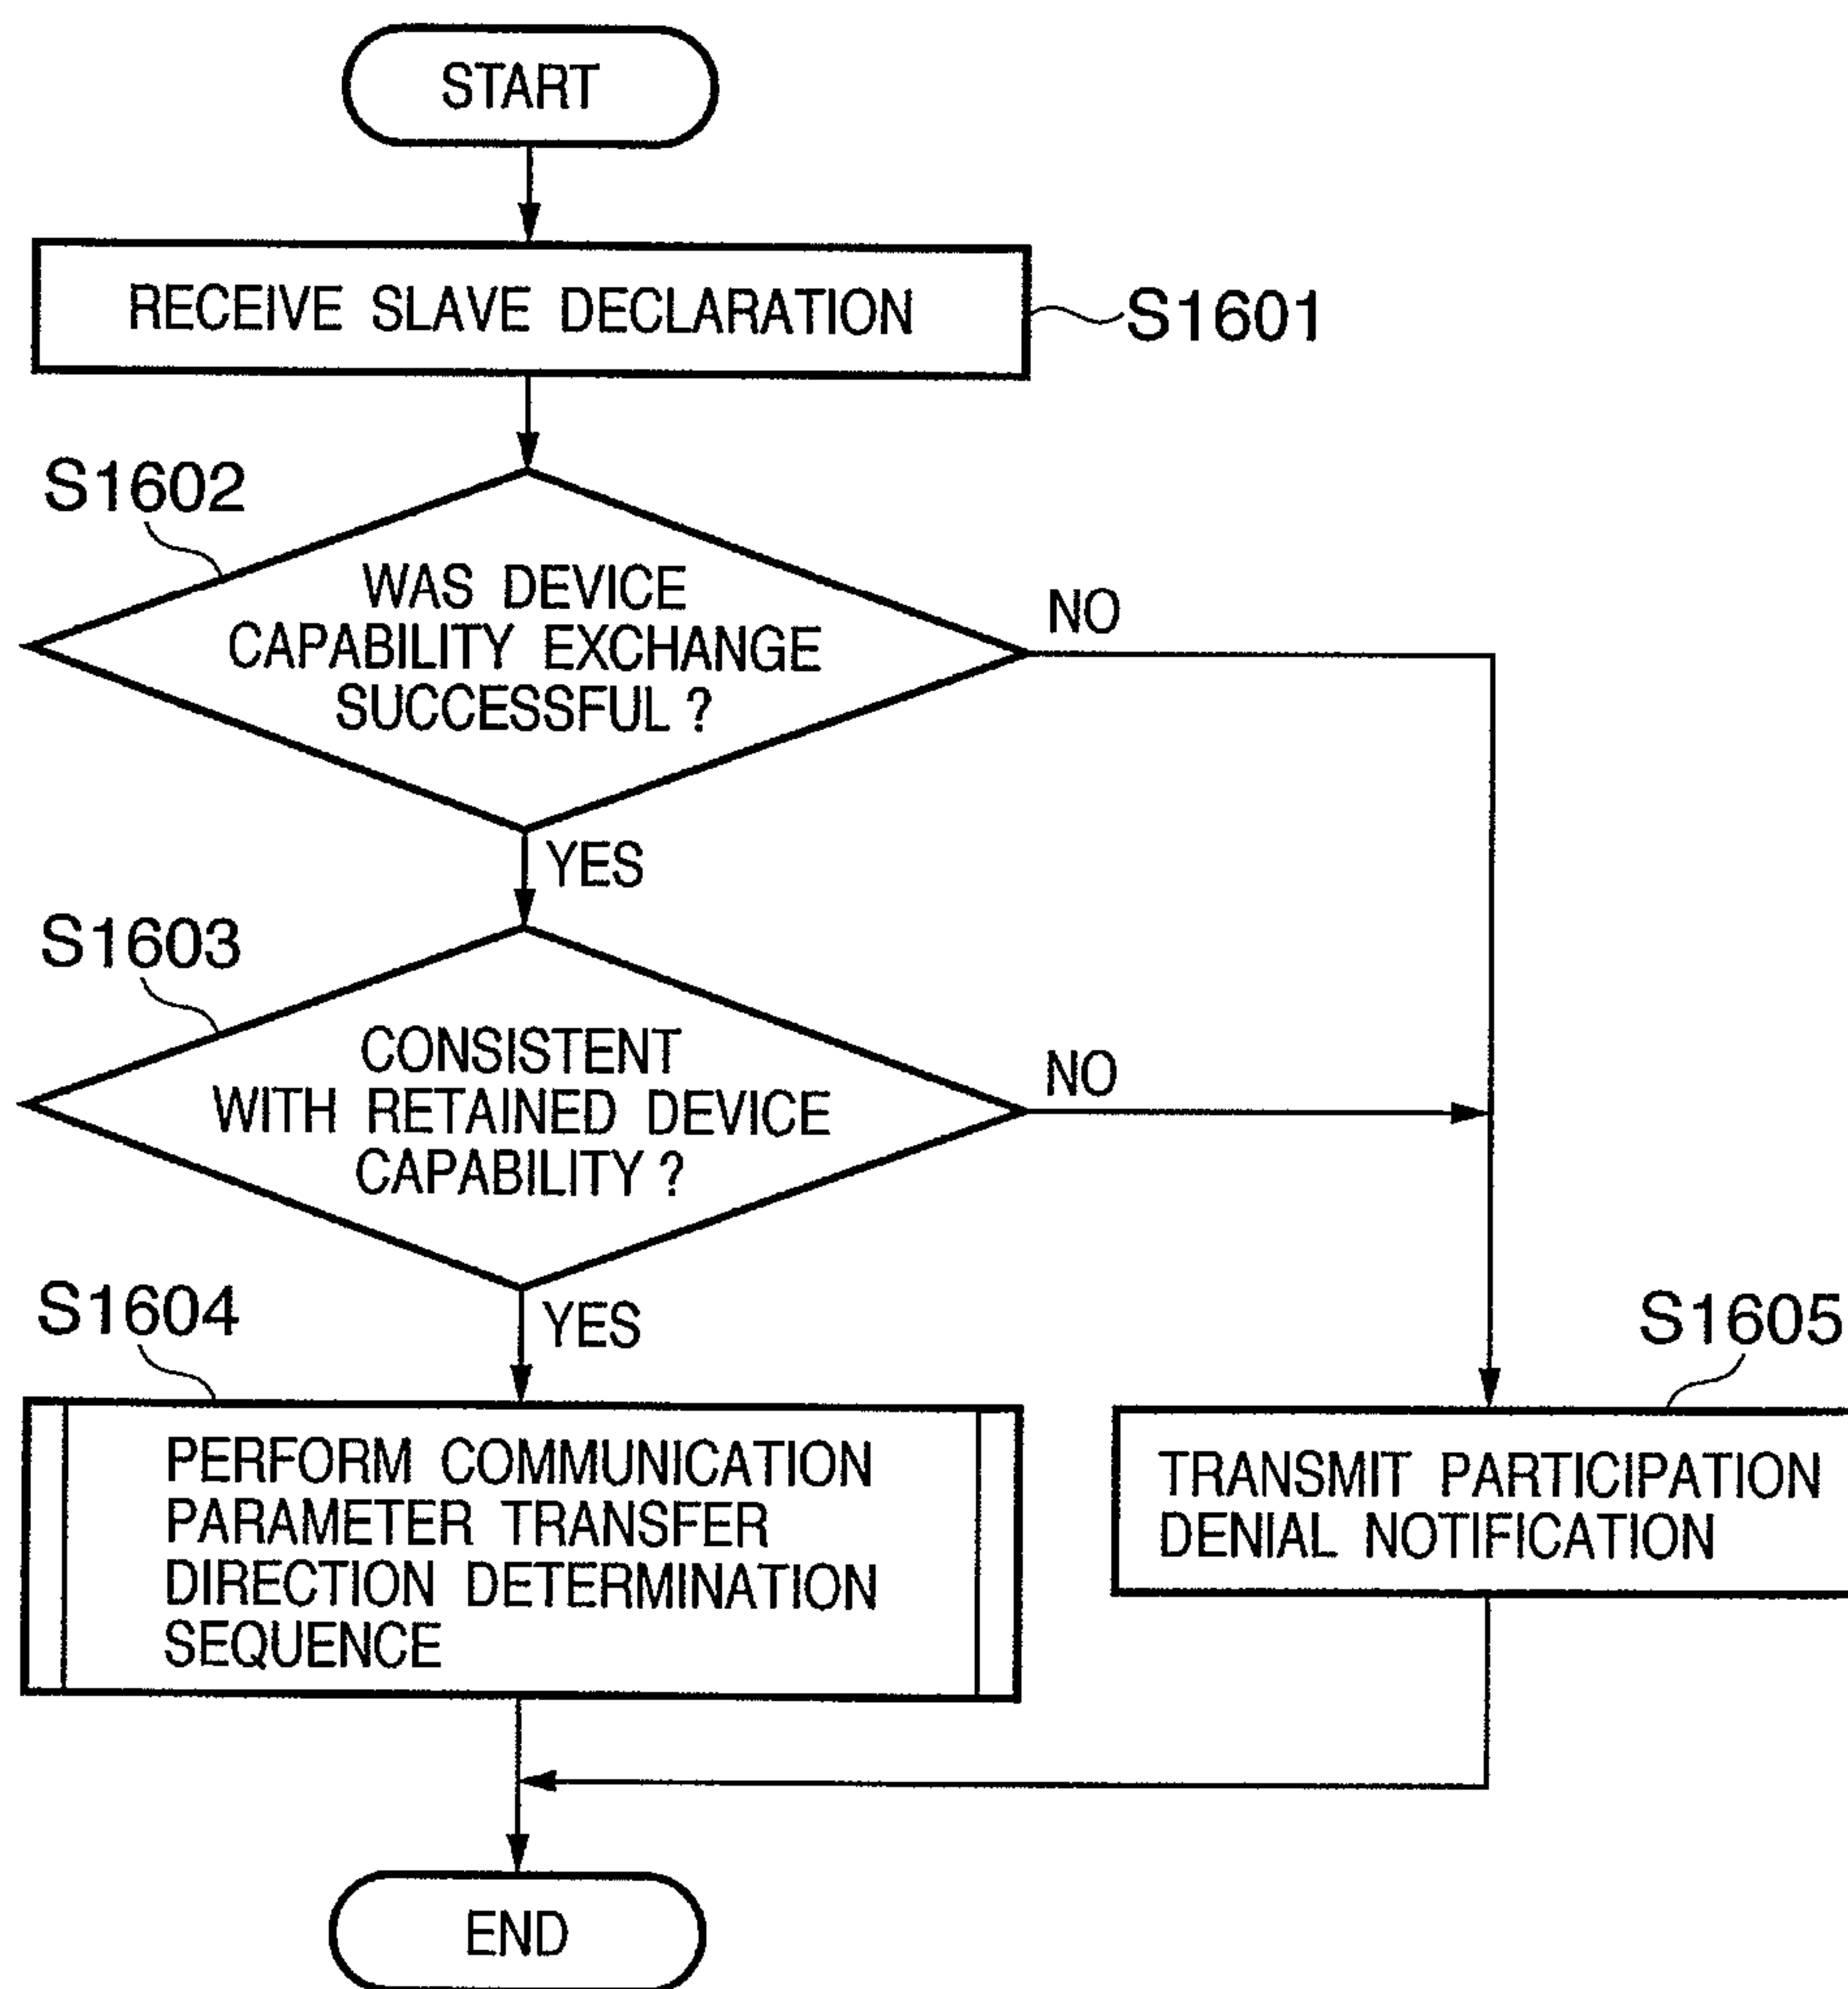 START
RECEIVE SLAVE DECLARATION
S1601
S1602
WAS DEVICE
CAPABILITY EXCHANGE
SUCCESSFUL ?
NO
YES
S1603
CONSISTENT
WITH RETAINED DEVICE
CAPABILITY ?
NO
YES
S1604
PERFORM COMMUNICATION
PARAMETER TRANSFER
DIRECTION DETERMINATION
SEQUENCE
S1605
TRANSMIT PARTICIPATION
DENIAL NOTIFICATION
END